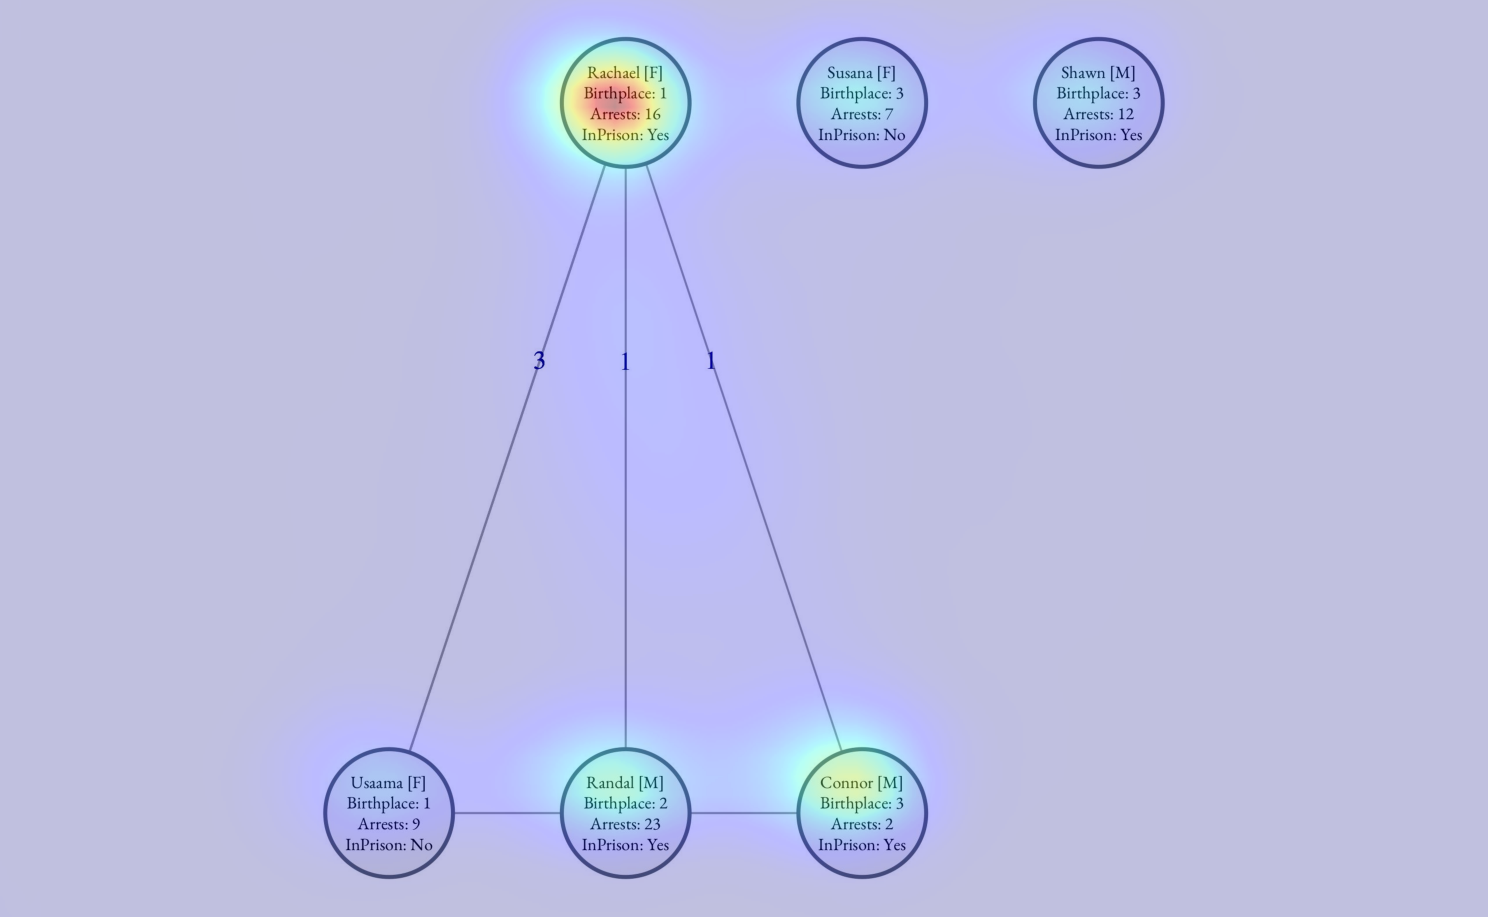 Rachael [F]
Birthplace: 1
Arrests: 16
InPrison: Yes
Susana [F]
Birthplace: 3
Arrests: 7
InPrison: No
Shawn [M]
Birthplace: 3
Arrests: 12
InPrison: Yes
3
1
1
Usaama [F]
Birthplace: 1
Arrests: 9
InPrison: No
Randal [M]
Birthplace: 2
Arrests: 23
InPrison: Yes
Connor [M]
Birthplace: 3
Arrests: 2
InPrison: Yes